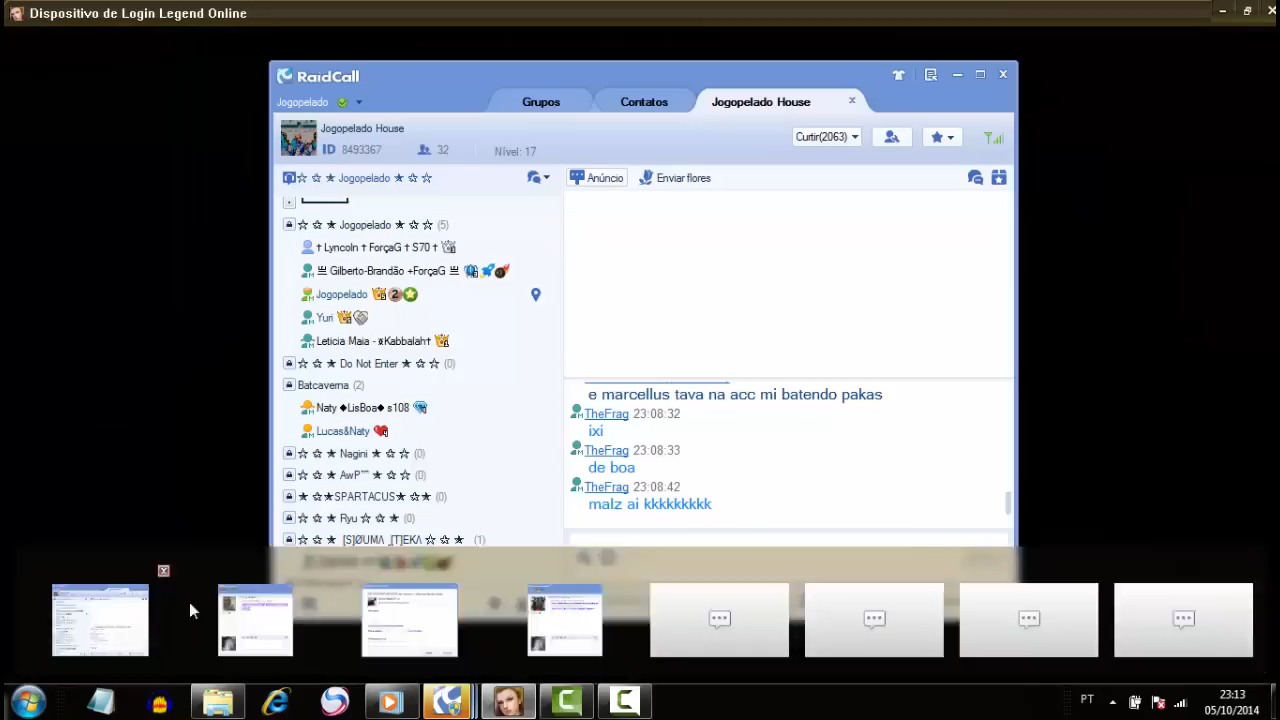 Dispositivo de Login Legend Online
RaidCall
Jogopelado
Grupos
Contatos
Jogopelado House
Jogopelado House
ID 8493367 32 Nível: 17
Curtir(2063)
☆ ☆ ★ Jogopelado ★ ☆ ☆
Anúncio
Enviar flores
☆ ☆ ★ Jogopelado ★ ☆ ☆ (5)
† Lyncoln † ForçaG † S70 †
Gilberto-Brandão +ForçaG
Jogopelado
Yuri
Leticia Maia - ¤Kabbalah†
☆ ☆ ★ Do Not Enter ★ ☆ ☆ (0)
Batcaverna (2)
Naty ◆LisBoa◆ s108
Lucas&Naty
☆ ☆ ★ Nagini ★ ☆ ☆ (0)
☆ ☆ ★ AwP ★ ☆ ☆ (0)
★ ☆★SPARTACUS★ ☆★ (0)
☆ ☆ ★ Ryu ☆ ☆ ★ (0)
☆ ☆ ★ [S]ØUMΛ _[T]EKΛ ☆ ☆ ★ (1)
e marcellus tava na acc mi batendo pakas
TheFrag 23:08:32
ixi
TheFrag 23:08:33
de boa
TheFrag 23:08:42
malz ai kkkkkkkkk
PT
23:13
05/10/2014